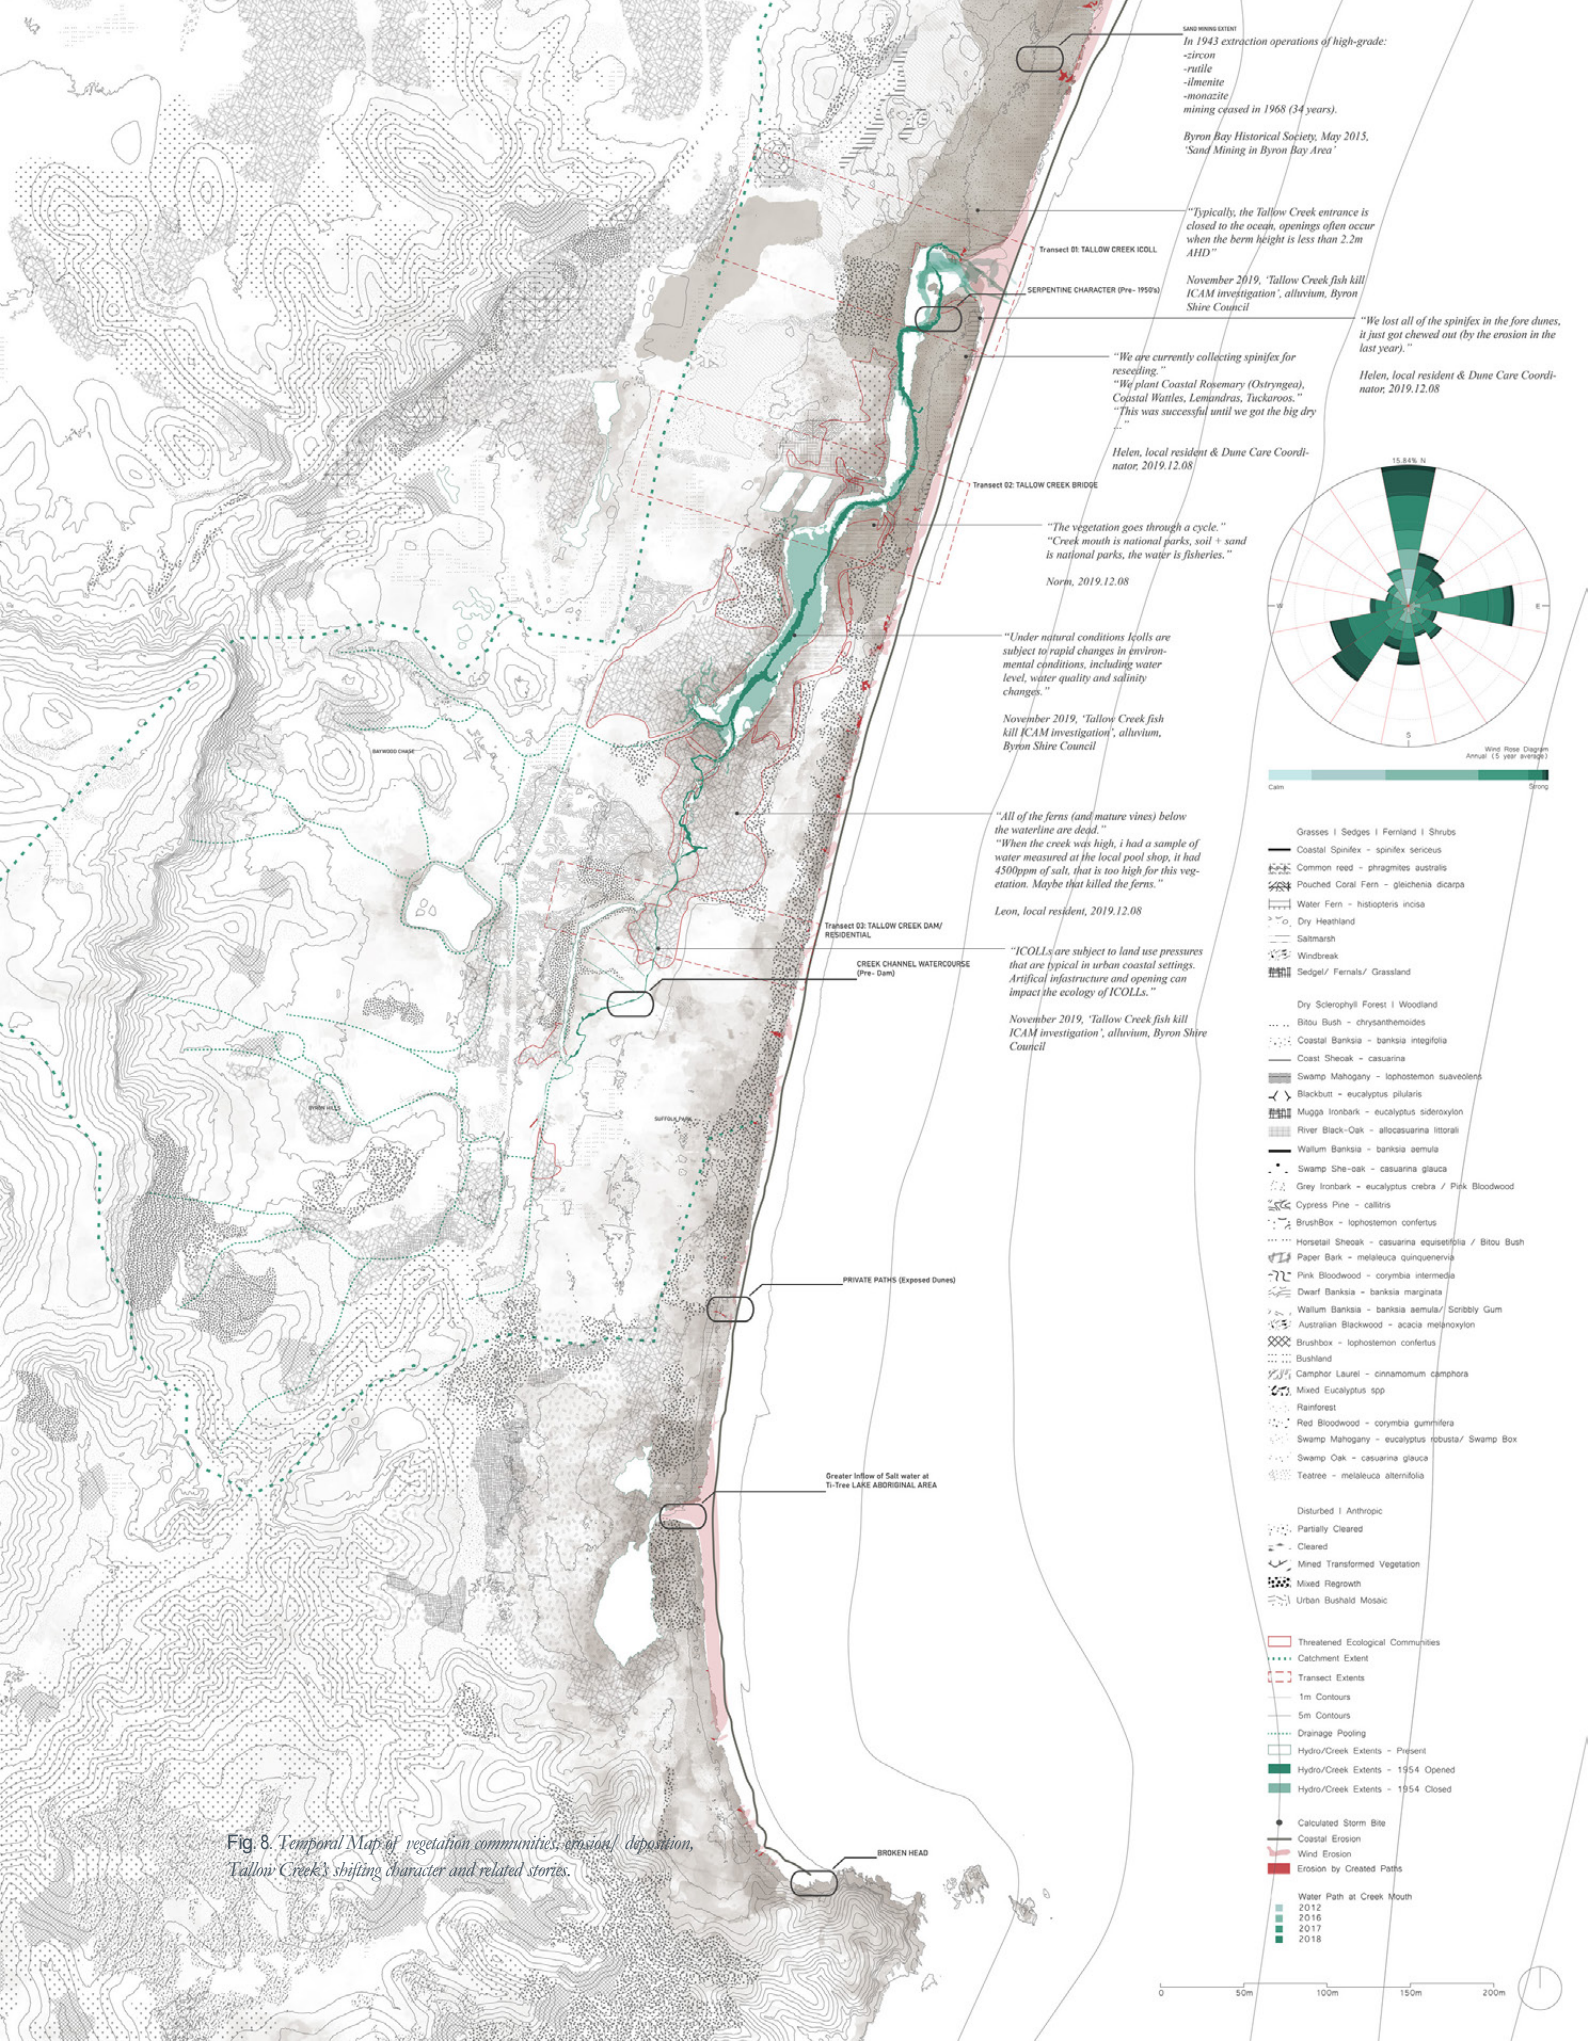 SAND MINING EXTENT
In 1943 extraction operations of high-grade:
-zircon
-rutile
-ilmenite
-monazite
mining ceased in 1968 (34 years).
Byron Bay Historical Society, May 2015,
‘Sand Mining in Byron Bay Area’
“Typically, the Tallow Creek entrance is
closed to the ocean, openings often occur
when the berm height is less than 2.2m
AHD”
November 2019, ‘Tallow Creek fish kill
ICAM investigation’, alluvium, Byron
Shire Council
Transect 01: TALLOW CREEK ICOLL
SERPENTINE CHARACTER (Pre- 1950's)
“We lost all of the spinifex in the fore dunes,
it just got chewed out (by the erosion in the
last year).”
Helen, local resident & Dune Care Coordi-
nator, 2019.12.08
“We are currently collecting spinifex for
reseeding.”
“We plant Coastal Rosemary (Ostryngea),
Coastal Wattles, Lemandras, Tuckaroos.”
“This was successful until we got the big dry
...”
Helen, local resident & Dune Care Coordi-
nator, 2019.12.08
Transect 02: TALLOW CREEK BRIDGE
“The vegetation goes through a cycle.”
“Creek mouth is national parks, soil + sand
is national parks, the water is fisheries.”
Norm, 2019.12.08
“Under natural conditions Icolls are
subject to rapid changes in environ-
mental conditions, including water
level, water quality and salinity
changes.”
November 2019, ‘Tallow Creek fish
kill ICAM investigation’, alluvium,
Byron Shire Council
BAYWOOD CHASE
“All of the ferns (and mature vines) below
the waterline are dead.”
“When the creek was high, i had a sample of
water measured at the local pool shop, it had
4500ppm of salt, that is too high for this veg-
etation. Maybe that killed the ferns.”
Leon, local resident, 2019.12.08
Transect 03: TALLOW CREEK DAM/
RESIDENTIAL
CREEK CHANNEL WATERCOURSE
(Pre- Dam)
“ICOLLs are subject to land use pressures
that are typical in urban coastal settings.
Artifical infastructure and opening can
impact the ecology of ICOLLs.”
November 2019, ‘Tallow Creek fish kill
ICAM investigation’, alluvium, Byron Shire
Council
BYRON HILLS
SUFFOLK PARK
PRIVATE PATHS (Exposed Dunes)
Greater Inflow of Salt water at
Ti-Tree LAKE ABORIGINAL AREA
BROKEN HEAD
Fig. 8. Temporal Map of vegetation communities, erosion/ deposition,
Tallow Creek’s shifting character and related stories.
15.84% N
W
E
S
Wind Rose Diagram
Annual (5 year average)
Calm
Strong
Grasses | Sedges | Fernland | Shrubs
Coastal Spinifex - spinifex sericeus
Common reed - phragmites australis
Pouched Coral Fern - gleichenia dicarpa
Water Fern - histiopteris incisa
Dry Heathland
Saltmarsh
Windbreak
Sedgel/ Fernals/ Grassland
Dry Sclerophyll Forest | Woodland
Bitou Bush - chrysanthemoides
Coastal Banksia - banksia integifolia
Coast Sheoak - casuarina
Swamp Mahogany - lophostemon suaveolens
Blackbutt - eucalyptus pilularis
Mugga Ironbark - eucalyptus sideroxylon
River Black-Oak - allocasuarina littorali
Wallum Banksia - banksia aemula
Swamp She-oak - casuarina glauca
Grey Ironbark - eucalyptus crebra / Pink Bloodwood
Cypress Pine - callitris
BrushBox - lophostemon confertus
Horsetail Sheoak - casuarina equisetifolia / Bitou Bush
Paper Bark - melaleuca quinquenervia
Pink Bloodwood - corymbia intermedia
Dwarf Banksia - banksia marginata
Wallum Banksia - banksia aemula/ Scribbly Gum
Australian Blackwood - acacia melanoxylon
Brushbox - lophostemon confertus
Bushland
Camphor Laurel - cinnamomum camphora
Mixed Eucalyptus spp
Rainforest
Red Bloodwood - corymbia gummifera
Swamp Mahogany - eucalyptus robusta/ Swamp Box
Swamp Oak - casuarina glauca
Teatree - melaleuca alternifolia
Disturbed | Anthropic
Partially Cleared
Cleared
Mined Transformed Vegetation
Mixed Regrowth
Urban Bushald Mosaic
Threatened Ecological Communities
Catchment Extent
Transect Extents
1m Contours
5m Contours
Drainage Pooling
Hydro/Creek Extents - Present
Hydro/Creek Extents - 1954 Opened
Hydro/Creek Extents - 1954 Closed
Calculated Storm Bite
Coastal Erosion
Wind Erosion
Erosion by Created Paths
Water Path at Creek Mouth
2012
2016
2017
2018
0 50m 100m 150m 200m